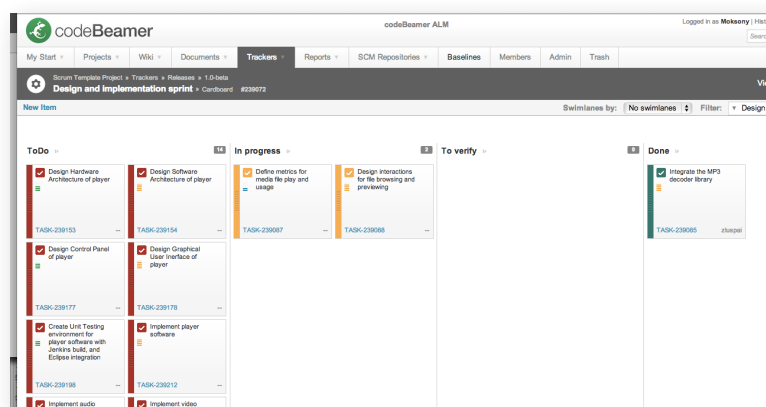 codeBeamer
codeBeamer ALM
Logged in as Moksony | Hist
Sear
My Start Projects Wiki Documents Trackers Reports SCM Repositories Baselines Members Admin Trash
Scrum Template Project » Trackers » Releases » 1.0-beta
Design and implementation sprint » Cardboard #239072
Vi
New Item
Swimlanes by: No swimlanes Filter: Design
ToDo » 14
In progress » 2
To verify » 0
Done »
Design Hardware
Architecture of player
TASK-239153 --
Design Software
Architecture of player
TASK-239154 --
Define metrics for
media file play and
usage
TASK-239087 --
Design interactions
for file browsing and
previewing
TASK-239088 --
Integrate the MP3
decoder library
TASK-239085 zluspai
Design Control Panel
of player
TASK-239177 --
Design Graphical
User Inerface of
player
TASK-239178 --
Create Unit Testing
environment for
player software with
Jenkins build, and
Eclipse integration
TASK-239198 --
Implement player
software
TASK-239212 --
Implement audio
Implement video